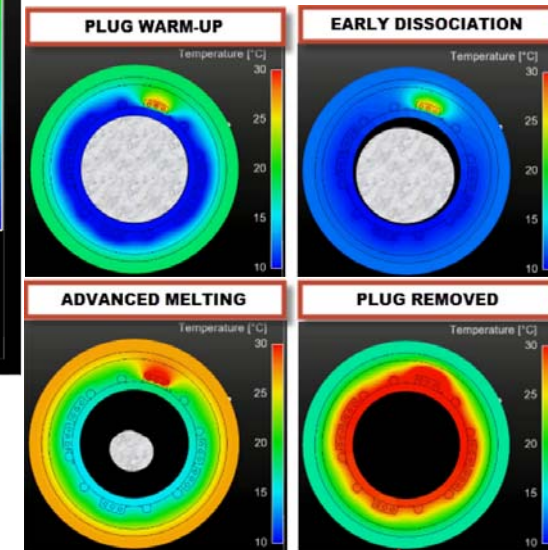 PLUG WARM-UP
EARLY DISSOCIATION
Temperature [°C]
30
25
20
15
10
Temperature [°C]
30
25
20
15
10
ADVANCED MELTING
PLUG REMOVED
Temperature [°C]
30
25
20
15
10
Temperature [°C]
30
25
20
15
10